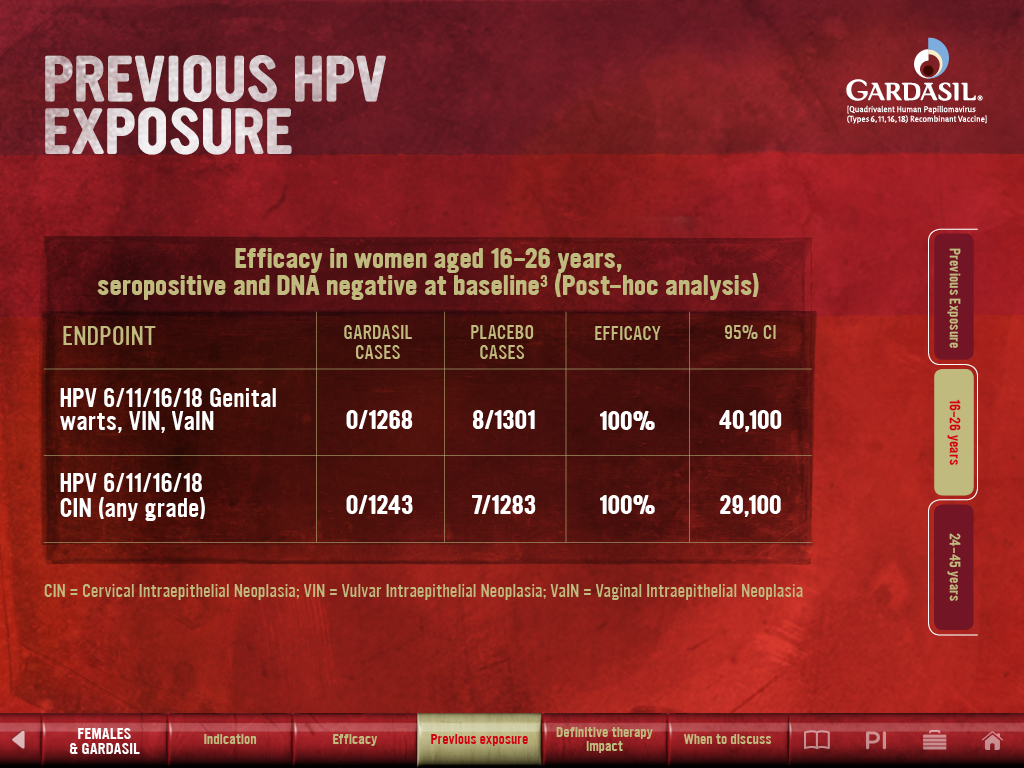 PREVIOUS HPV
EXPOSURE
GARDASIL®
[Quadrivalent Human Papillomavirus
(Types 6, 11, 16, 18) Recombinant Vaccine]
Efficacy in women aged 16–26 years,
seropositive and DNA negative at baseline³ (Post-hoc analysis)
ENDPOINT
GARDASIL
CASES
PLACEBO
CASES
EFFICACY
95% CI
HPV 6/11/16/18 Genital
warts, VIN, VaIN
0/1268
8/1301
100%
40,100
HPV 6/11/16/18
CIN (any grade)
0/1243
7/1283
100%
29,100
CIN = Cervical Intraepithelial Neoplasia; VIN = Vulvar Intraepithelial Neoplasia; VaIN = Vaginal Intraepithelial Neoplasia
Previous Exposure
16–26 years
24–45 years
FEMALES
& GARDASIL
Indication
Efficacy
Previous exposure
Definitive therapy
impact
When to discuss
PI